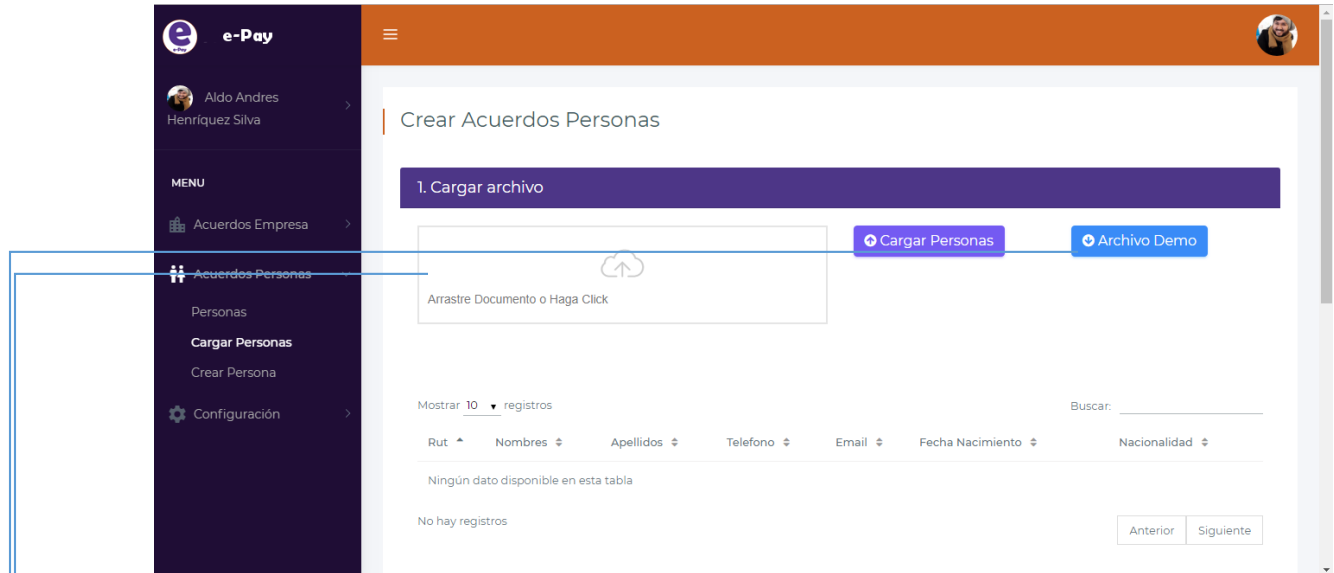 e-Pay
e-Pay
Aldo Andres
Henríquez Silva
MENU
Acuerdos Empresa
Acuerdos Personas
Personas
Cargar Personas
Crear Persona
Configuración
Crear Acuerdos Personas
1. Cargar archivo
Arrastre Documento o Haga Click
Cargar Personas
Archivo Demo
Mostrar 10 registros
Buscar:
Rut Nombres Apellidos Telefono Email Fecha Nacimiento Nacionalidad
Ningún dato disponible en esta tabla
No hay registros
Anterior Siguiente